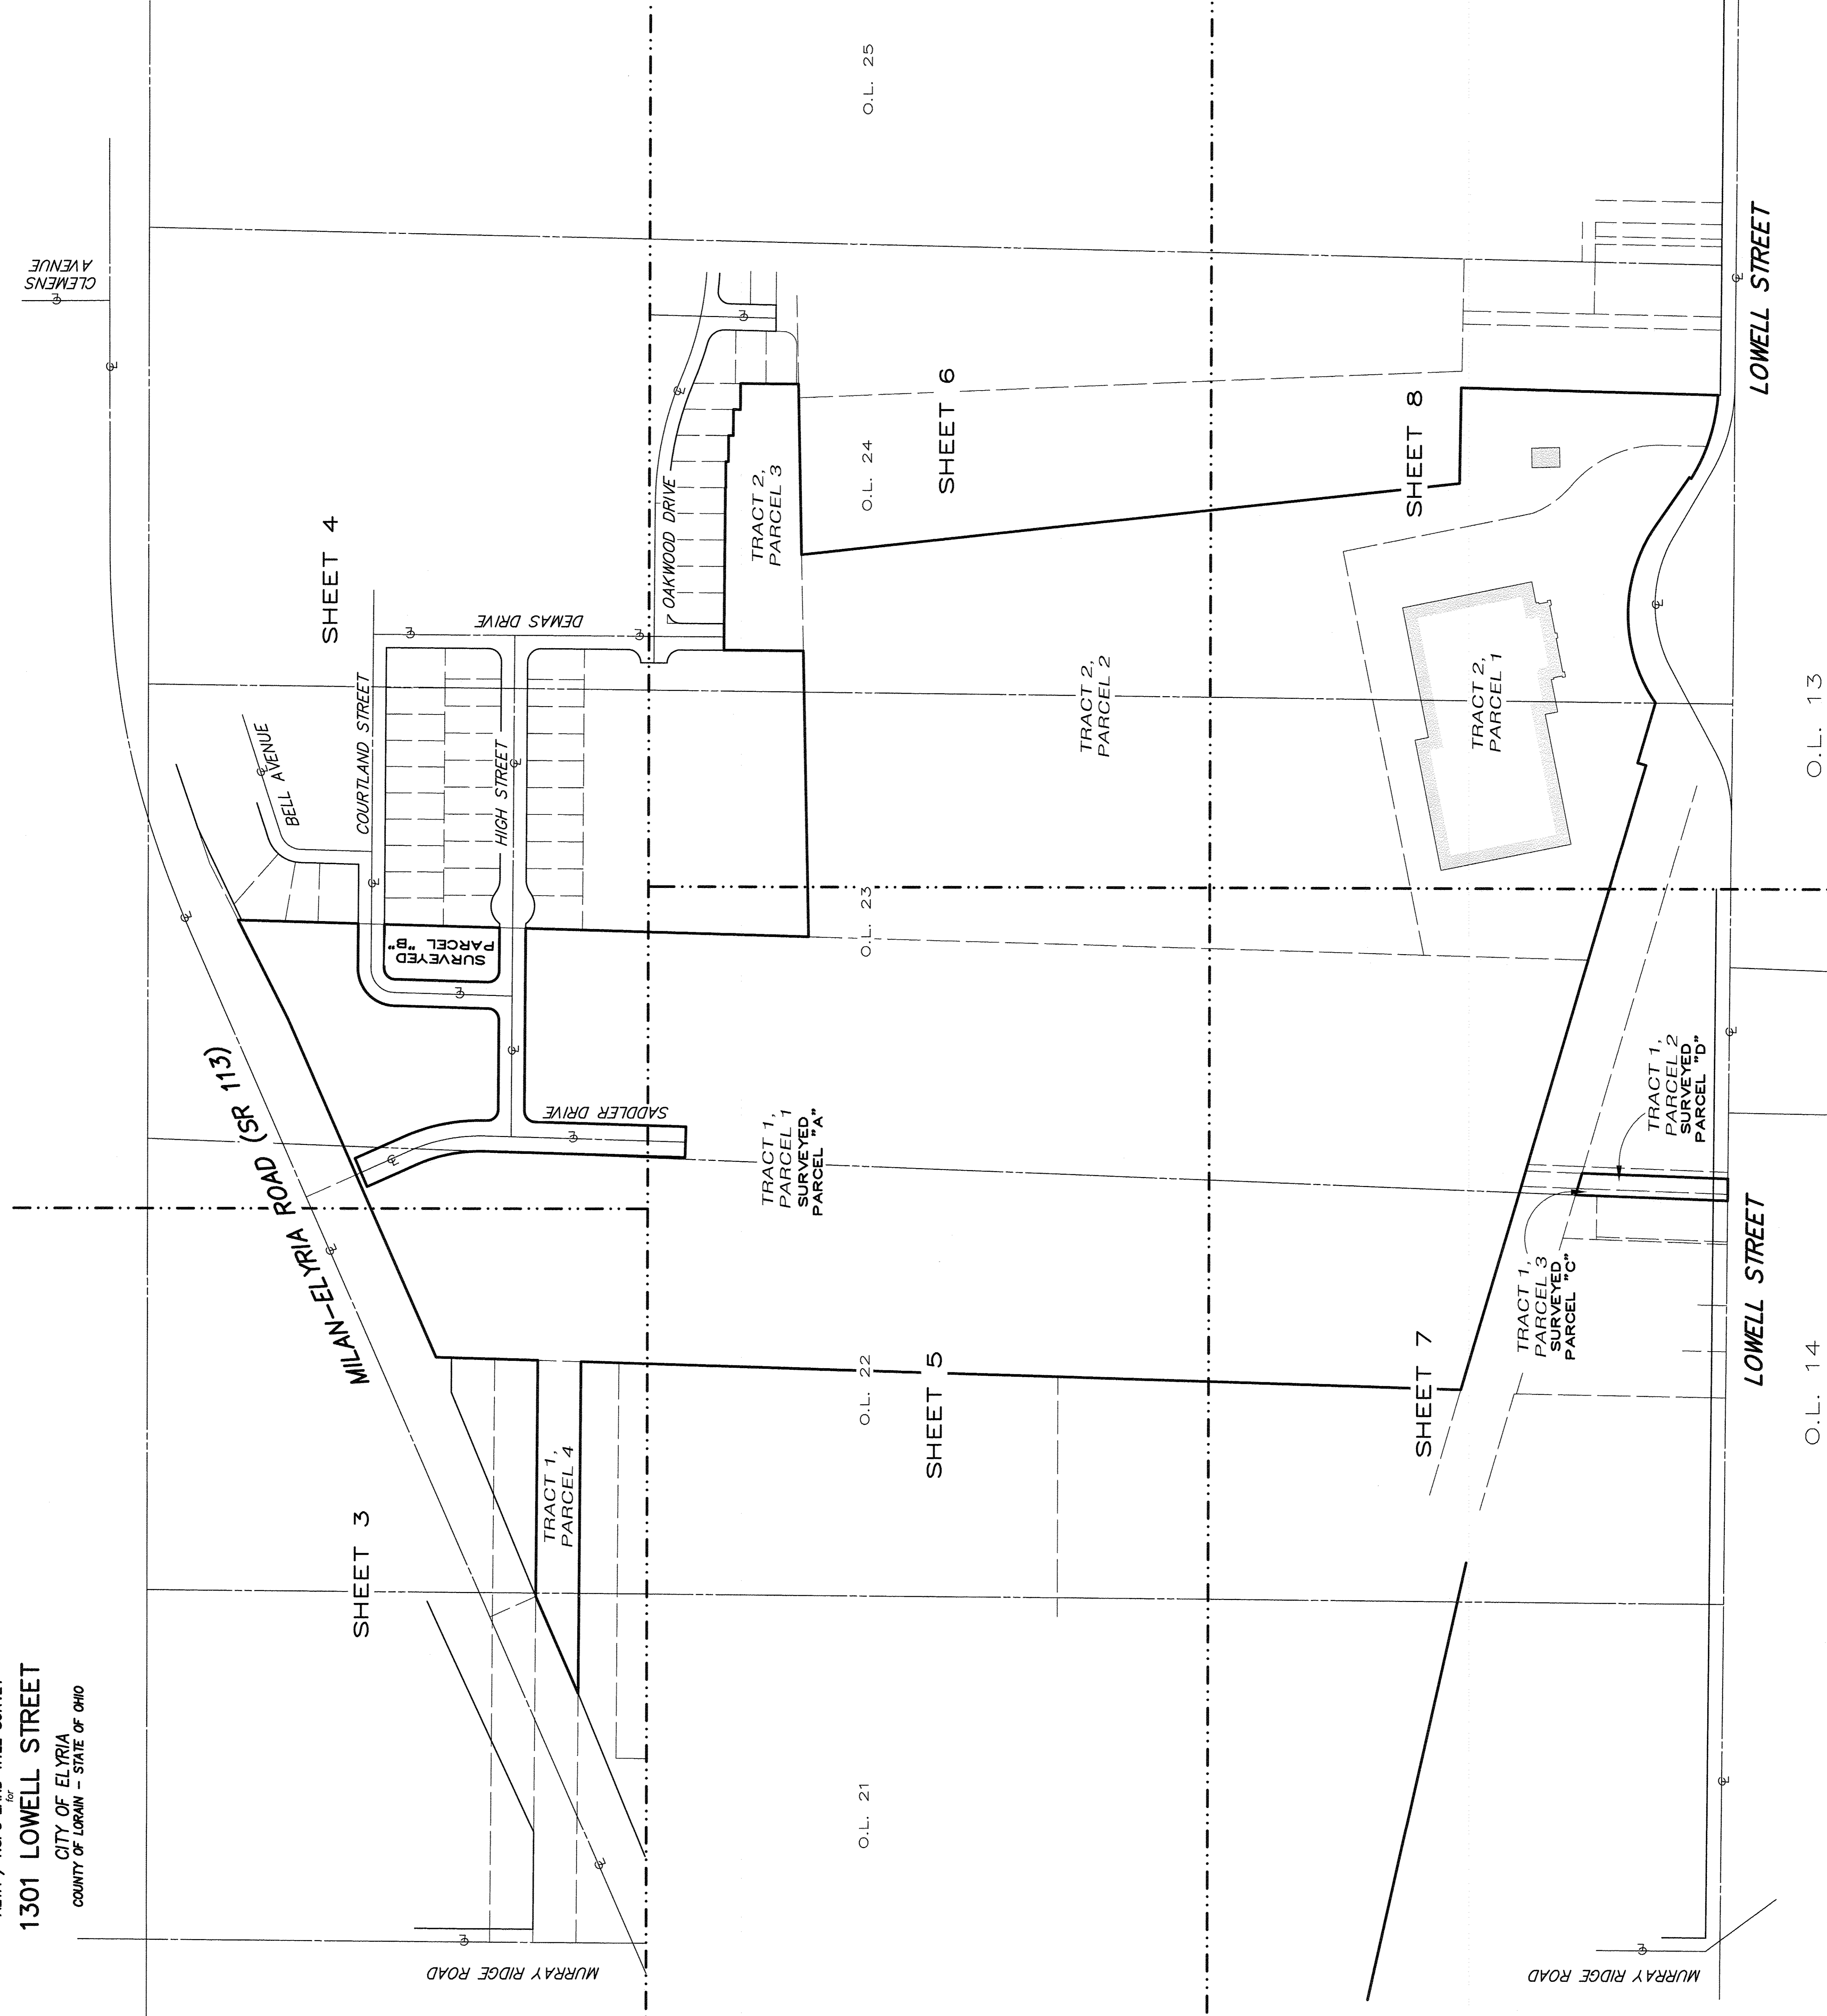 for
1301 LOWELL STREET
CITY OF ELYRIA
COUNTY OF LORAIN - STATE OF OHIO
MURRAY RIDGE ROAD
SHEET 3
MILAN-ELYRIA ROAD (SR 113)
TRACT 1,
PARCEL 4
CLEMENS
AVENUE
SHEET 4
BELL AVENUE
COURTLAND STREET
HIGH STREET
DEMAS DRIVE
OAKWOOD DRIVE
SURVEYED
PARCEL "B"
SADDLER DRIVE
TRACT 2,
PARCEL 3
TRACT 1,
PARCEL 1
SURVEYED
PARCEL "A"
O.L. 21
O.L. 22
O.L. 23
O.L. 24
O.L. 25
SHEET 5
SHEET 6
TRACT 2,
PARCEL 2
SHEET 7
SHEET 8
TRACT 2,
PARCEL 1
TRACT 1,
PARCEL 3
SURVEYED
PARCEL "C"
TRACT 1,
PARCEL 2
SURVEYED
PARCEL "D"
MURRAY RIDGE ROAD
LOWELL STREET
LOWELL STREET
O.L. 14
O.L. 13